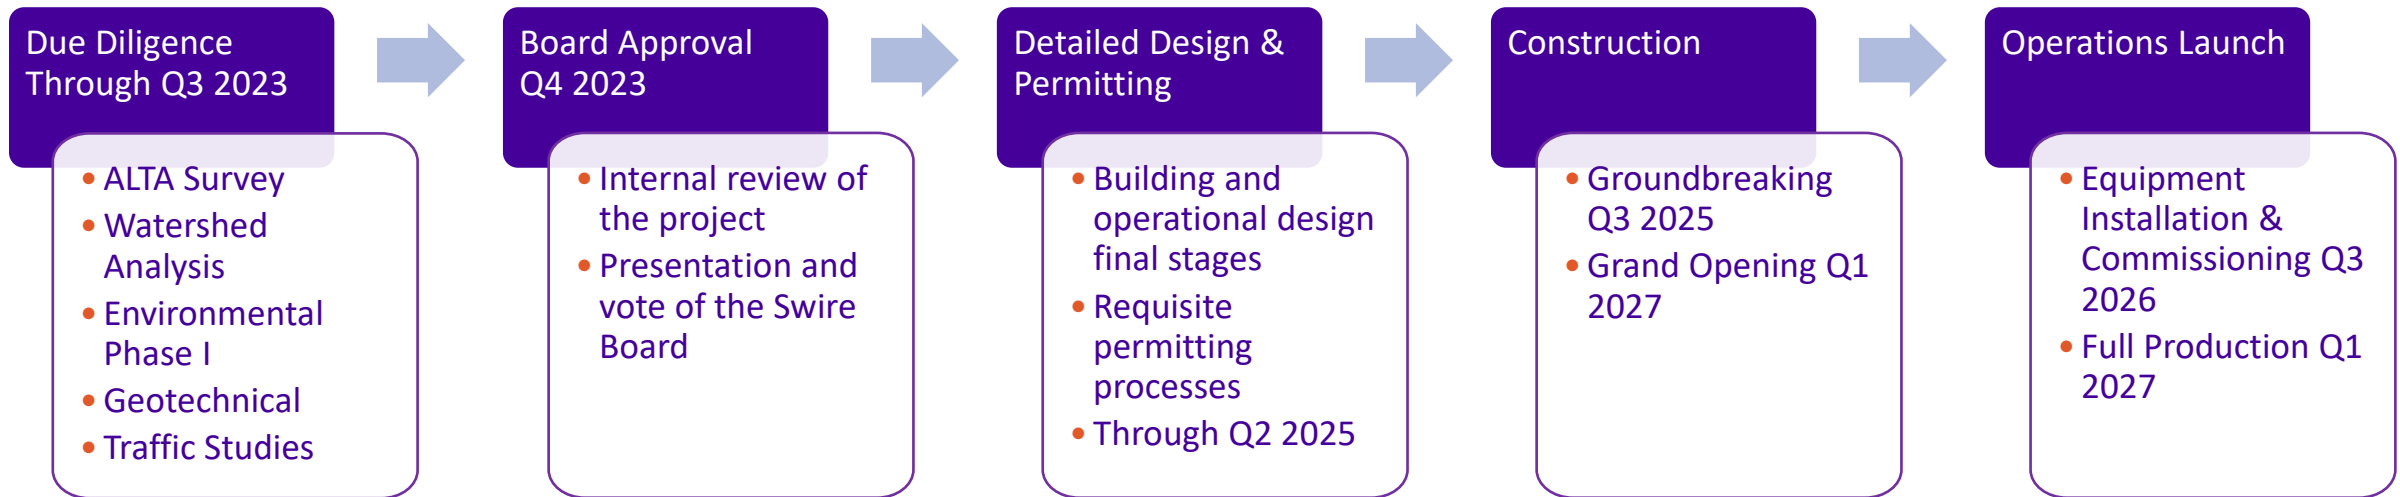 Due Diligence
Through Q3 2023
• ALTA Survey
• Watershed
Analysis
• Environmental
Phase I
• Geotechnical
• Traffic Studies
Board Approval
Q4 2023
• Internal review of
the project
• Presentation and
vote of the Swire
Board
Detailed Design &
Permitting
• Building and
operational design
final stages
• Requisite
permitting
processes
• Through Q2 2025
Construction
• Groundbreaking
Q3 2025
• Grand Opening Q1
2027
Operations Launch
• Equipment
Installation &
Commissioning Q3
2026
• Full Production Q1
2027